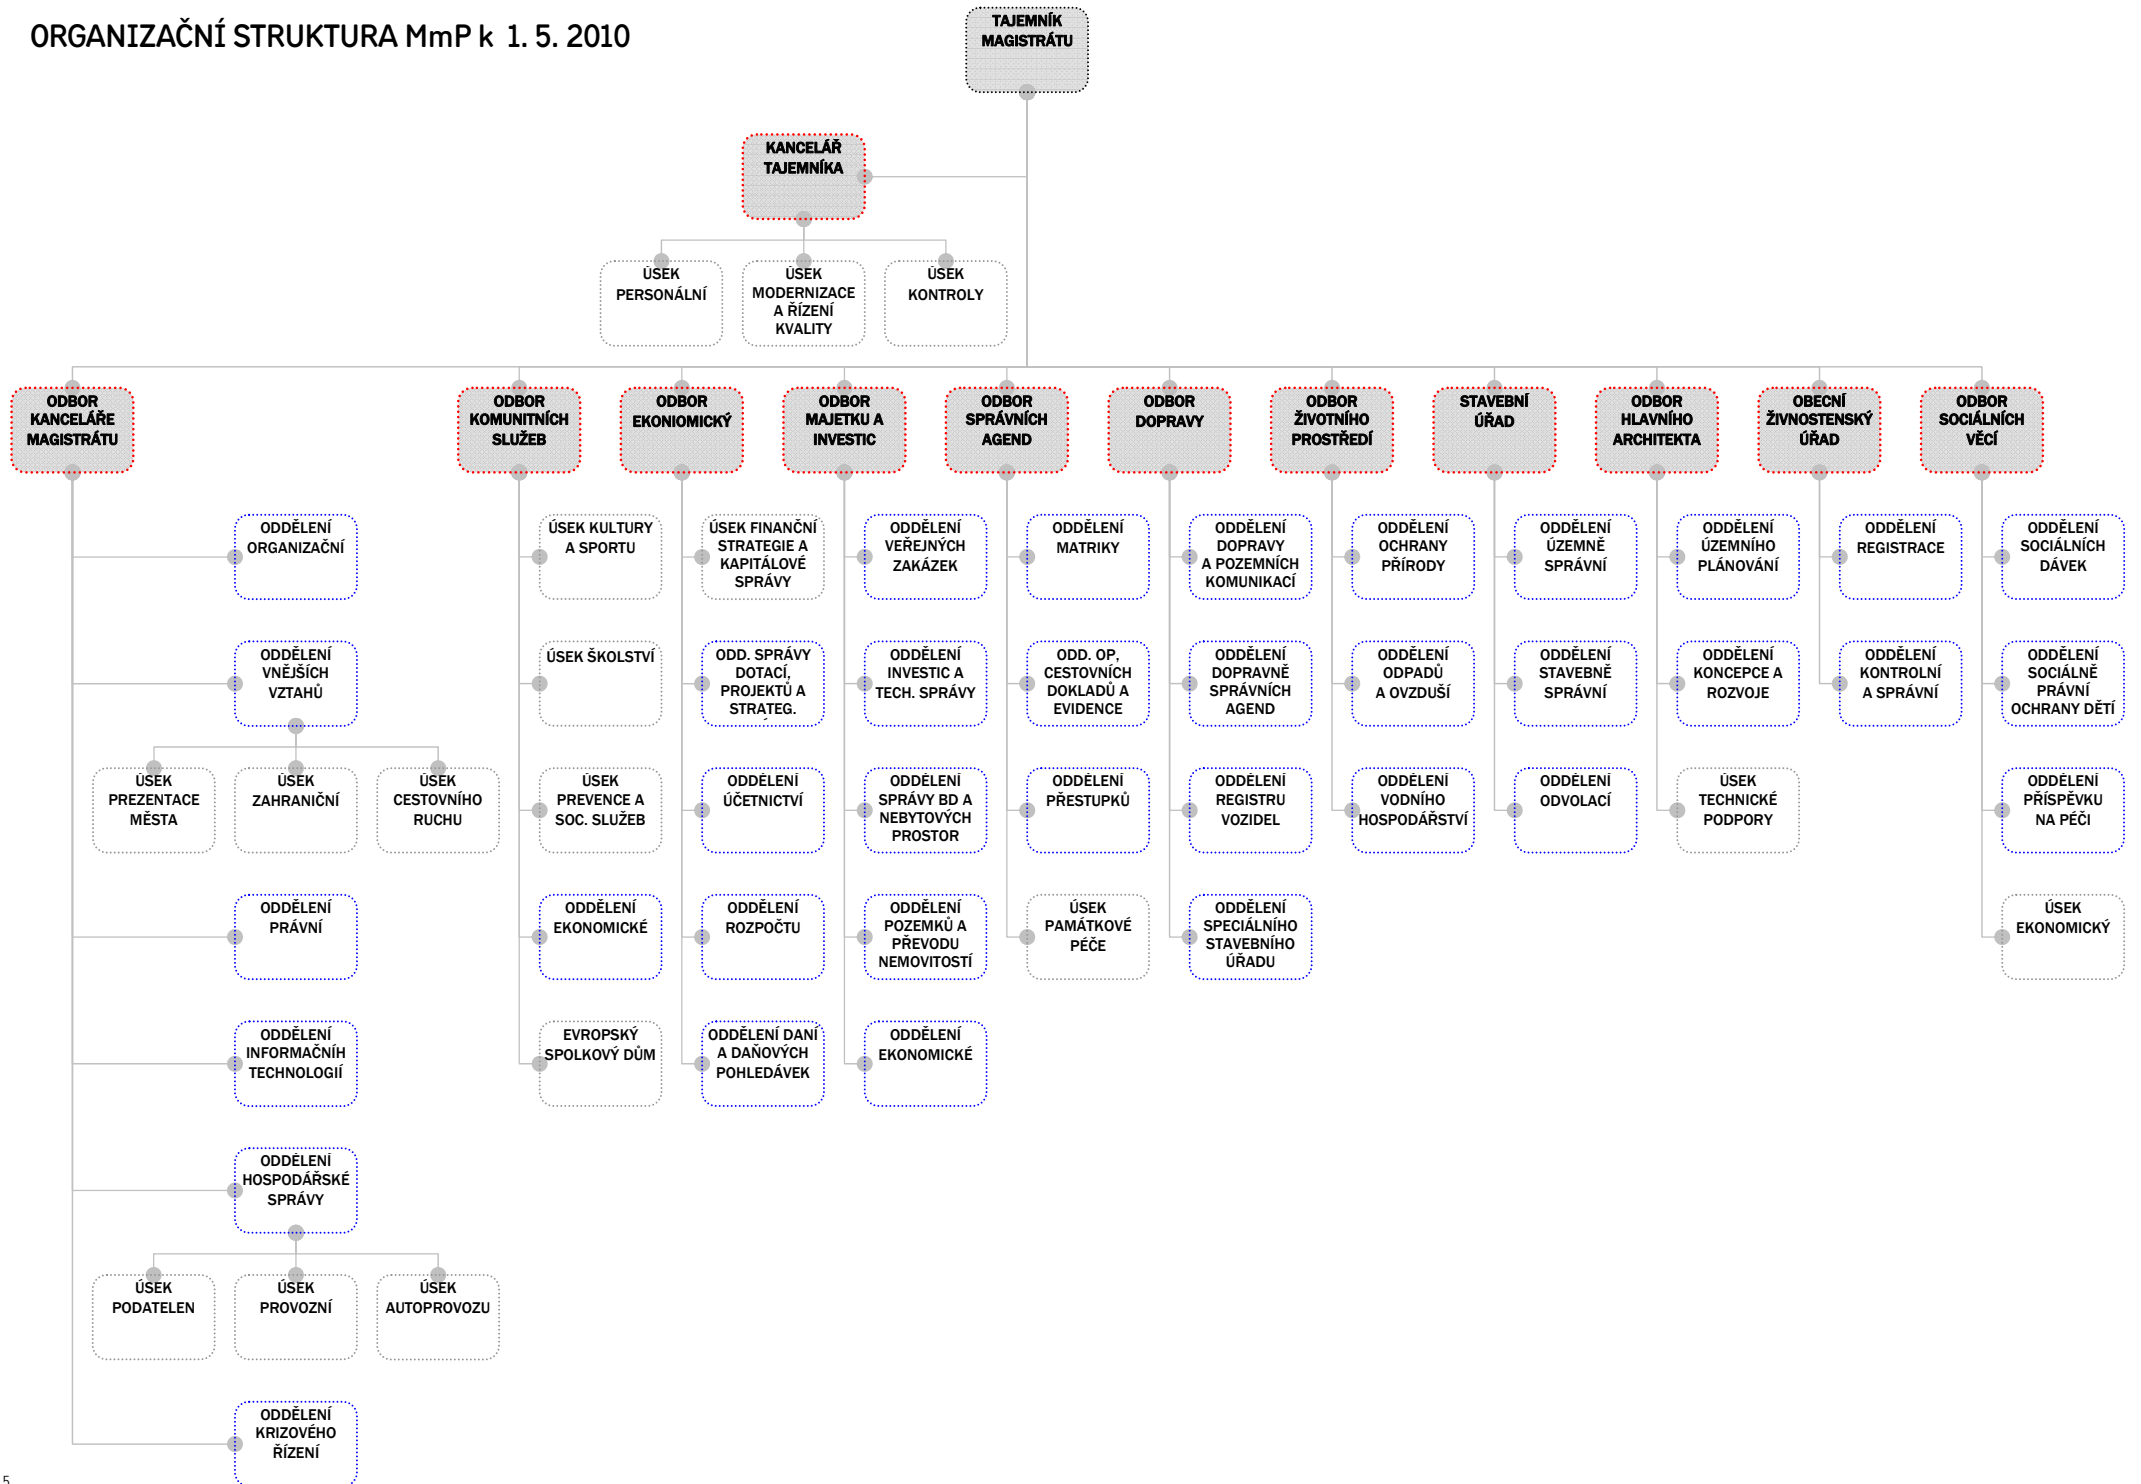 ORGANIZAČNÍ STRUKTURA MmP k 1. 5. 2010
TAJEMNÍK
MAGISTRÁTU
KANCELÁŘ
TAJEMNÍKA
ÚSEK
PERSONÁLNÍ
ÚSEK
MODERNIZACE
A ŘÍZENÍ
KVALITY
ÚSEK
KONTROLY
ODBOR
KANCELÁŘE
MAGISTRÁTU
ODBOR
KOMUNITNÍCH
SLUŽEB
ODBOR
EKONIOMICKÝ
ODBOR
MAJETKU A
INVESTIC
ODBOR
SPRÁVNÍCH
AGEND
ODBOR
DOPRAVY
ODBOR
ŽIVOTNÍHO
PROSTŘEDÍ
STAVEBNÍ
ÚŘAD
ODBOR
HLAVNÍHO
ARCHITEKTA
OBECNÍ
ŽIVNOSTENSKÝ
ÚŘAD
ODBOR
SOCIÁLNÍCH
VĚCÍ
ODDĚLENÍ
ORGANIZAČNÍ
ÚSEK KULTURY
A SPORTU
ÚSEK FINANČNÍ
STRATEGIE A
KAPITÁLOVÉ
SPRÁVY
ODDĚLENÍ
VEŘEJNÝCH
ZAKÁZEK
ODDĚLENÍ
MATRIKY
ODDĚLENÍ
DOPRAVY
A POZEMNÍCH
KOMUNIKACÍ
ODDĚLENÍ
OCHRANY
PŘÍRODY
ODDĚLENÍ
ÚZEMNĚ
SPRÁVNÍ
ODDĚLENÍ
ÚZEMNÍHO
PLÁNOVÁNÍ
ODDĚLENÍ
REGISTRACE
ODDĚLENÍ
SOCIÁLNÍCH
DÁVEK
ODDĚLENÍ
VNĚJŠÍCH
VZTAHŮ
ÚSEK ŠKOLSTVÍ
ODD. SPRÁVY
DOTACÍ,
PROJEKTŮ A
STRATEG.
ODDĚLENÍ
INVESTIC A
TECH. SPRÁVY
ODD. OP,
CESTOVNÍCH
DOKLADŮ A
EVIDENCE
ODDĚLENÍ
DOPRAVNĚ
SPRÁVNÍCH
AGEND
ODDĚLENÍ
ODPADŮ
A OVZDUŠÍ
ODDĚLENÍ
STAVEBNĚ
SPRÁVNÍ
ODDĚLENÍ
KONCEPCE A
ROZVOJE
ODDĚLENÍ
KONTROLNÍ
A SPRÁVNÍ
ODDĚLENÍ
SOCIÁLNĚ
PRÁVNÍ
OCHRANY DĚTÍ
ÚSEK
PREZENTACE
MĚSTA
ÚSEK
ZAHRANIČNÍ
ÚSEK
CESTOVNÍHO
RUCHU
ÚSEK
PREVENCE A
SOC. SLUŽEB
ODDĚLENÍ
ÚČETNICTVÍ
ODDĚLENÍ
SPRÁVY BD A
NEBYTOVÝCH
PROSTOR
ODDĚLENÍ
PŘESTUPKŮ
ODDĚLENÍ
REGISTRU
VOZIDEL
ODDĚLENÍ
VODNÍHO
HOSPODÁŘSTVÍ
ODDĚLENÍ
ODVOLACÍ
ÚSEK
TECHNICKÉ
PODPORY
ODDĚLENÍ
PŘÍSPĚVKU
NA PÉČI
ODDĚLENÍ
PRÁVNÍ
ODDĚLENÍ
EKONOMICKÉ
ODDĚLENÍ
ROZPOČTU
ODDĚLENÍ
POZEMKŮ A
PŘEVODU
NEMOVITOSTÍ
ÚSEK
PAMÁTKOVÉ
PÉČE
ODDĚLENÍ
SPECIÁLNÍHO
STAVEBNÍHO
ÚŘADU
ÚSEK
EKONOMICKÝ
ODDĚLENÍ
INFORMAČNÍH
TECHNOLOGIÍ
EVROPSKÝ
SPOLKOVÝ DŮM
ODDĚLENÍ DANÍ
A DAŇOVÝCH
POHLEDÁVEK
ODDĚLENÍ
EKONOMICKÉ
ODDĚLENÍ
HOSPODÁŘSKÉ
SPRÁVY
ÚSEK
PODATELEN
ÚSEK
PROVOZNÍ
ÚSEK
AUTOPROVOZU
ODDĚLENÍ
KRIZOVÉHO
ŘÍZENÍ
5